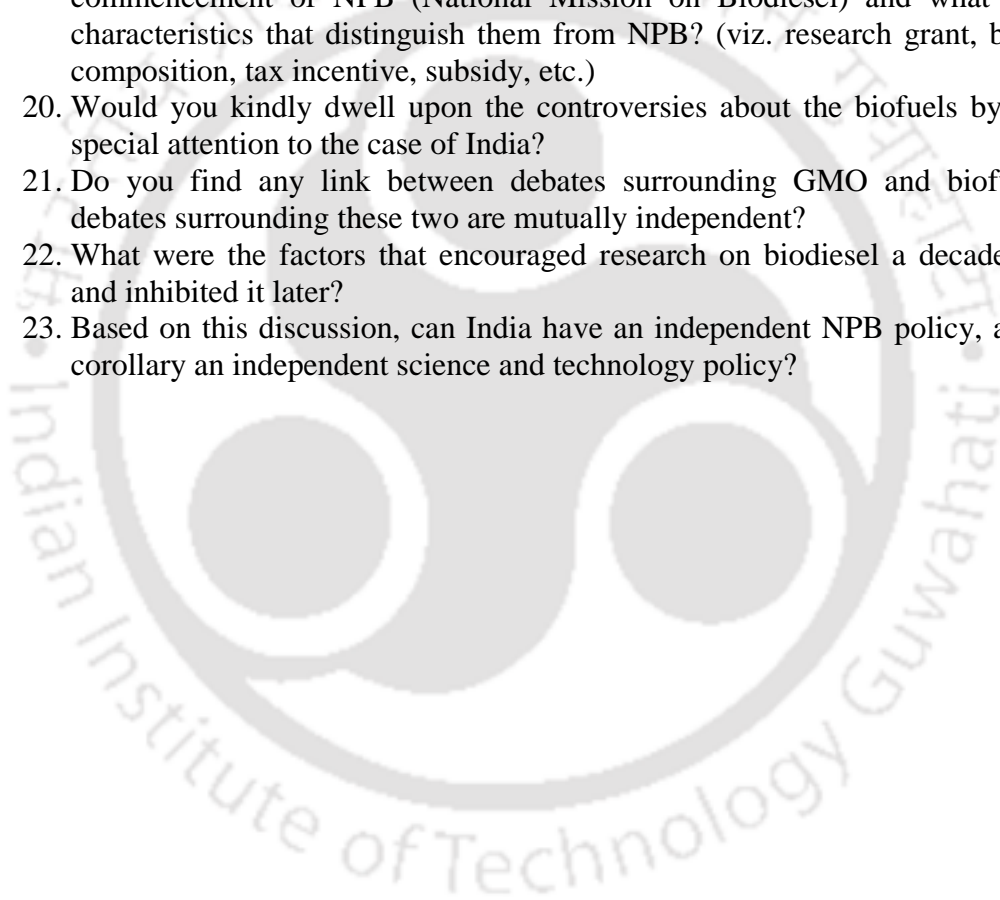 commencement of NPB (National Mission on Biodiesel) and what
characteristics that distinguish them from NPB? (viz. research grant,
composition, tax incentive, subsidy, etc.)
20. Would you kindly dwell upon the controversies about the biofuels by
special attention to the case of India?
21. Do you find any link between debates surrounding GMO and
debates surrounding these two are mutually independent?
22. What were the factors that encouraged research on biodiesel a decade
and inhibited it later?
23. Based on this discussion, can India have an independent NPB policy,
corollary an independent science and technology policy?
Indian Institute of Technology Guwahati